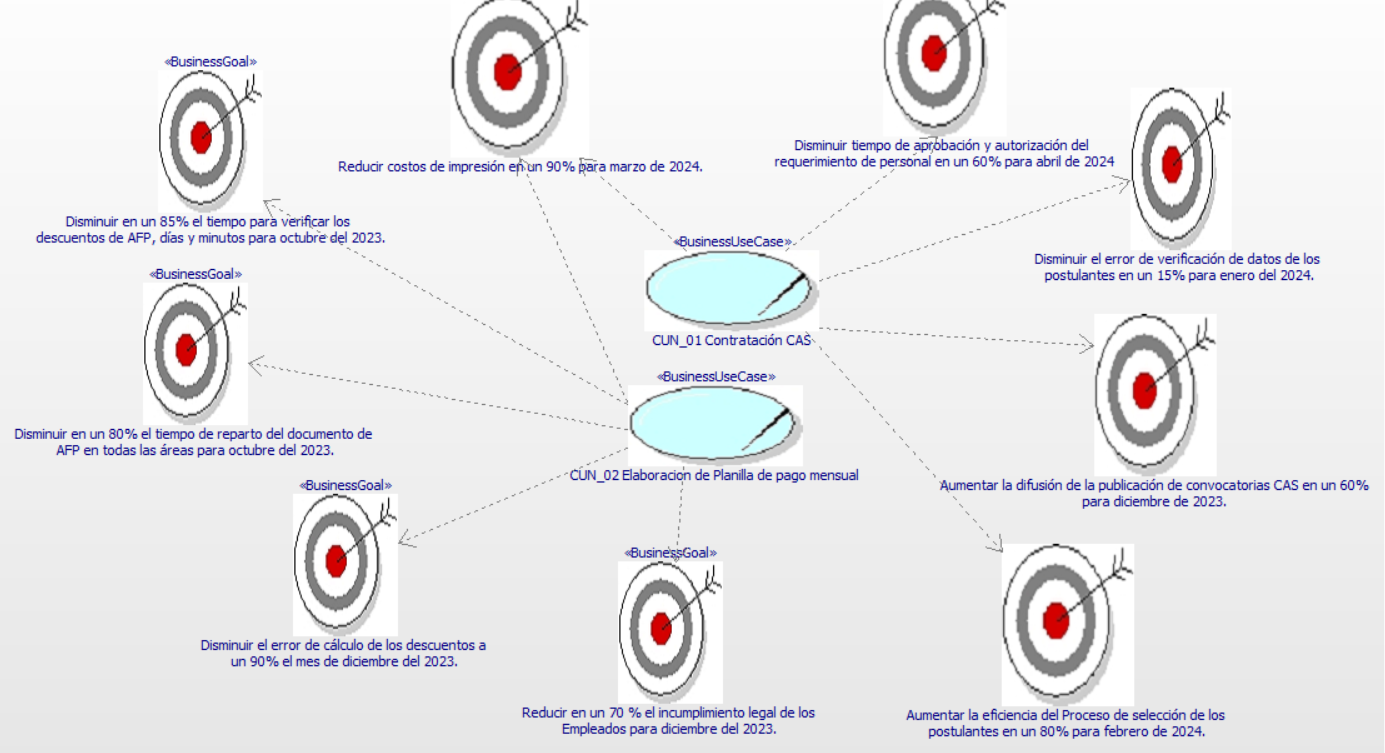 «BusinessGoal»
Reducir costos de impresión en un 90% para marzo de 2024.
Disminuir tiempo de aprobación y autorización del
requerimiento de personal en un 60% para abril de 2024
Disminuir en un 85% el tiempo para verificar los
descuentos de AFP, días y minutos para octubre del 2023.
«BusinessUseCase»
CUN_01 Contratación CAS
Disminuir el error de verificación de datos de los
postulantes en un 15% para enero del 2024.
«BusinessGoal»
Disminuir en un 80% el tiempo de reparto del documento de
AFP en todas las áreas para octubre del 2023.
«BusinessUseCase»
CUN_02 Elaboracion de Planilla de pago mensual
Aumentar la difusión de la publicación de convocatorias CAS en un 60%
para diciembre de 2023.
«BusinessGoal»
Disminuir el error de cálculo de los descuentos a
un 90% el mes de diciembre del 2023.
«BusinessGoal»
Reducir en un 70 % el incumplimiento legal de los
Empleados para diciembre del 2023.
Aumentar la eficiencia del Proceso de selección de los
postulantes en un 80% para febrero de 2024.